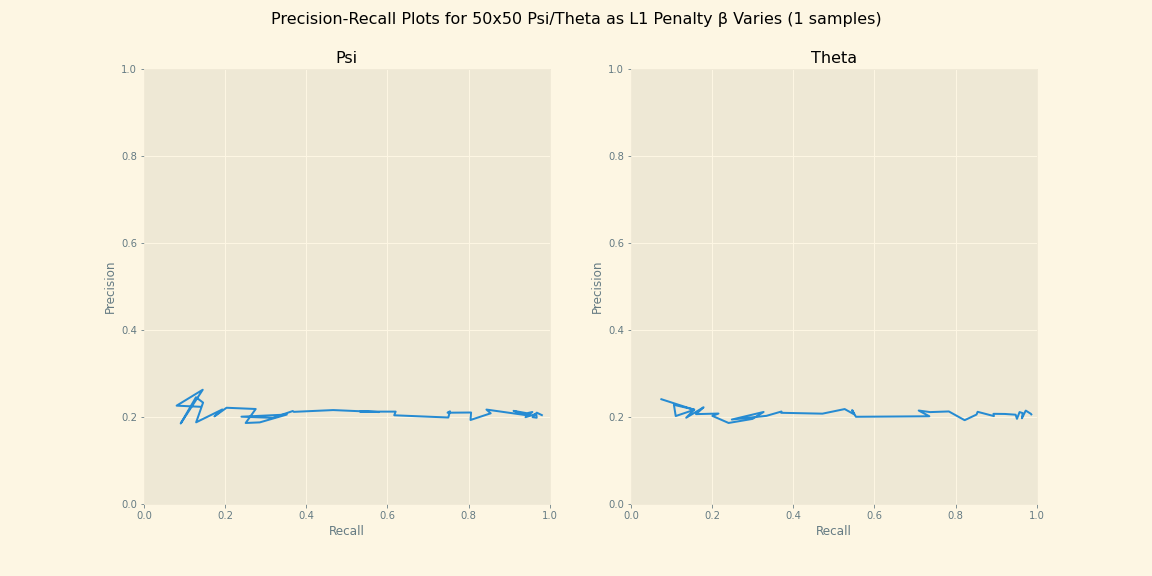 Precision-Recall Plots for 50x50 Psi/Theta as L1 Penalty β Varies (1 samples)
Psi
1.0
0.8
0.6
0.4
0.2
0.0
Precision
0.0 0.2 0.4 0.6 0.8 1.0
Recall
Theta
1.0
0.8
0.6
0.4
0.2
0.0
Precision
0.0 0.2 0.4 0.6 0.8 1.0
Recall